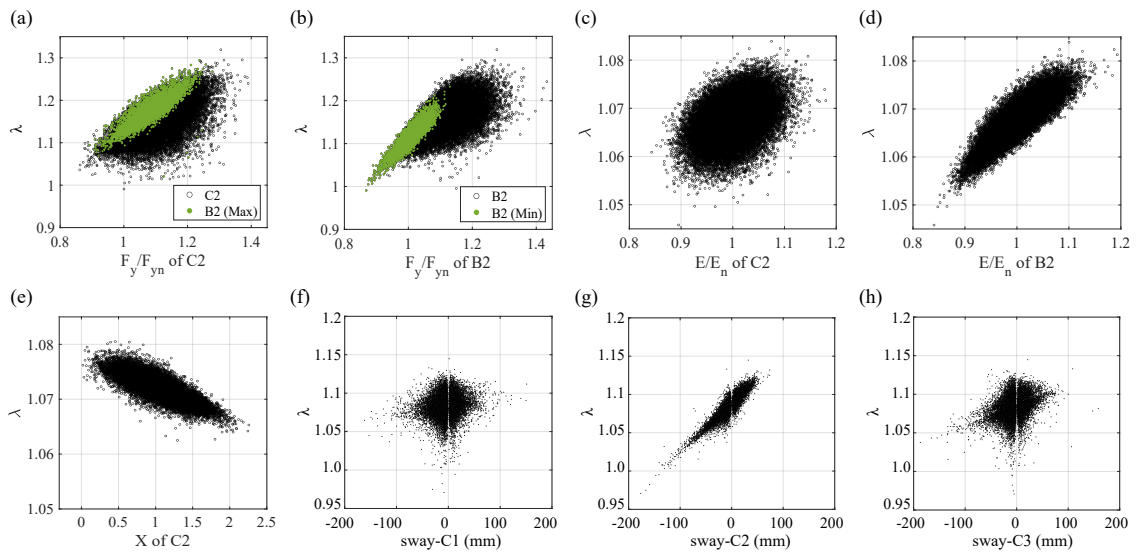 (a)
λ
1.3
1.2
1.1
1
0.9
C2
B2 (Max)
0.8 1 1.2 1.4
F_y/F_yn of C2
(b)
λ
1.3
1.2
1.1
1
0.9
B2
B2 (Min)
0.8 1 1.2 1.4
F_y/F_yn of B2
(c)
λ
1.08
1.07
1.06
1.05
0.8 0.9 1 1.1 1.2
E/E_n of C2
(d)
λ
1.08
1.07
1.06
1.05
0.8 0.9 1 1.1 1.2
E/E_n of B2
(e)
λ
1.08
1.07
1.06
1.05
0 0.5 1 1.5 2 2.5
X of C2
(f)
λ
1.2
1.15
1.1
1.05
1.0
0.95
-200 -100 0 100 200
sway-C1 (mm)
(g)
λ
1.2
1.15
1.10
1.05
1.0
0.95
-200 -100 0 100 200
sway-C2 (mm)
(h)
λ
1.2
1.15
1.1
1.05
1.0
0.95
-200 -100 0 100 200
sway-C3 (mm)